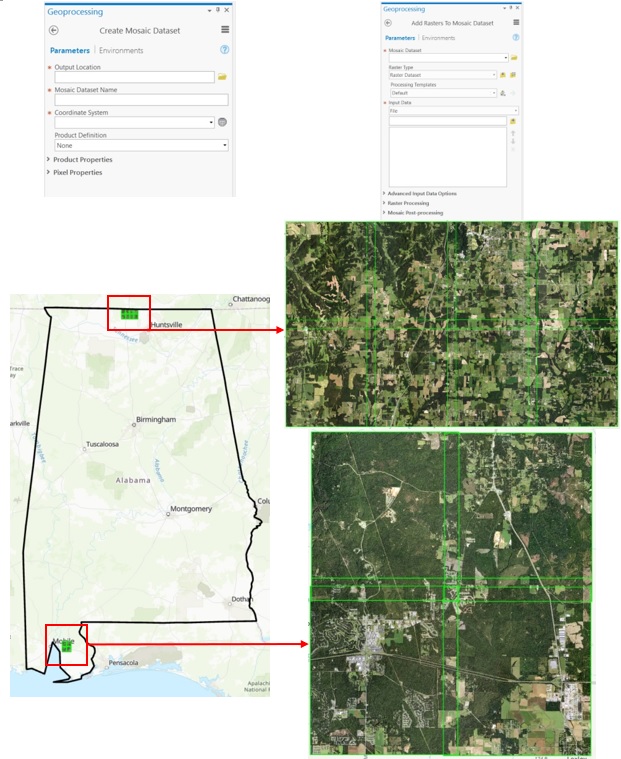 Geoprocessing
Create Mosaic Dataset
Parameters | Environments
* Output Location
* Mosaic Dataset Name
* Coordinate System
Product Definition
None
> Product Properties
> Pixel Properties
Geoprocessing
Add Rasters To Mosaic Dataset
Parameters | Environments
* Mosaic Dataset
Raster Type
Raster Dataset
Processing Templates
Default
* Input Data
File
> Advanced Input Data Options
> Raster Processing
> Mosaic Post-processing
Chattanoog
Huntsville
Trace
ay
arkville
Birmingham
Tuscaloosa
Alabama
Alabama
Montgomery
Colu
Dothan
Mobile
Pensacola
Apalachi
National F